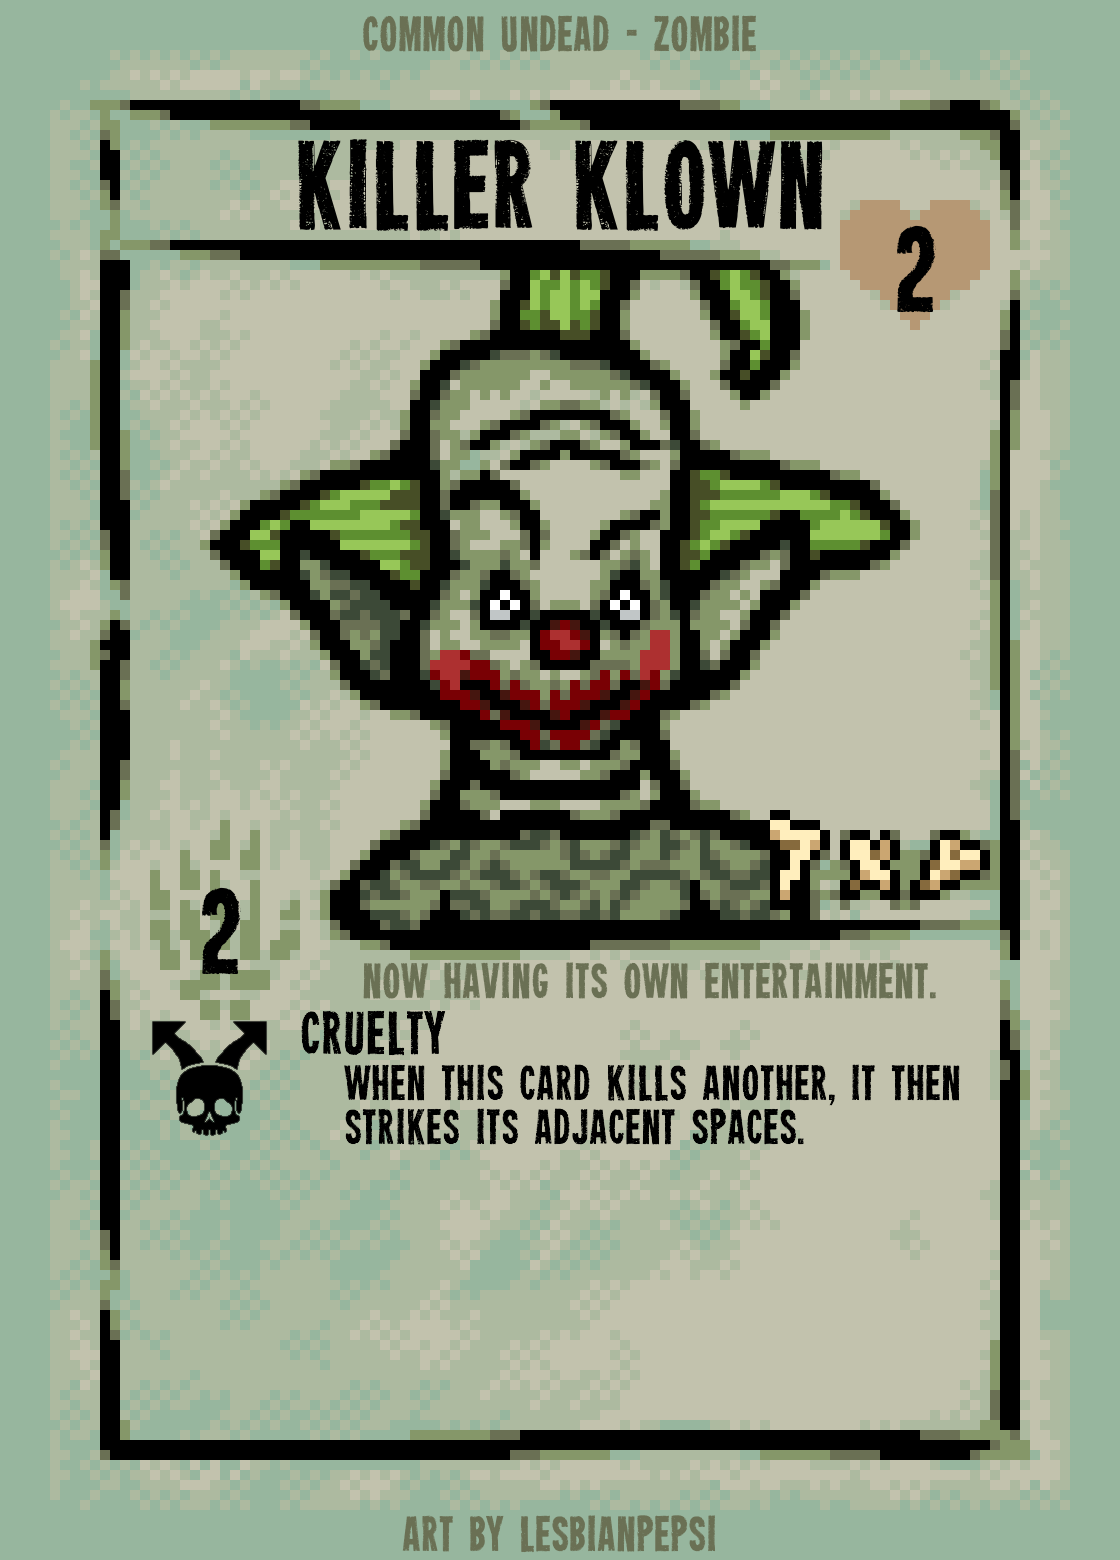 COMMON UNDEAD - ZOMBIE
KILLER KLOWN
2
7 X
2
NOW HAVING ITS OWN ENTERTAINMENT.
CRUELTY
WHEN THIS CARD KILLS ANOTHER, IT THEN
STRIKES ITS ADJACENT SPACES.
ART BY LESBIANPEPSI